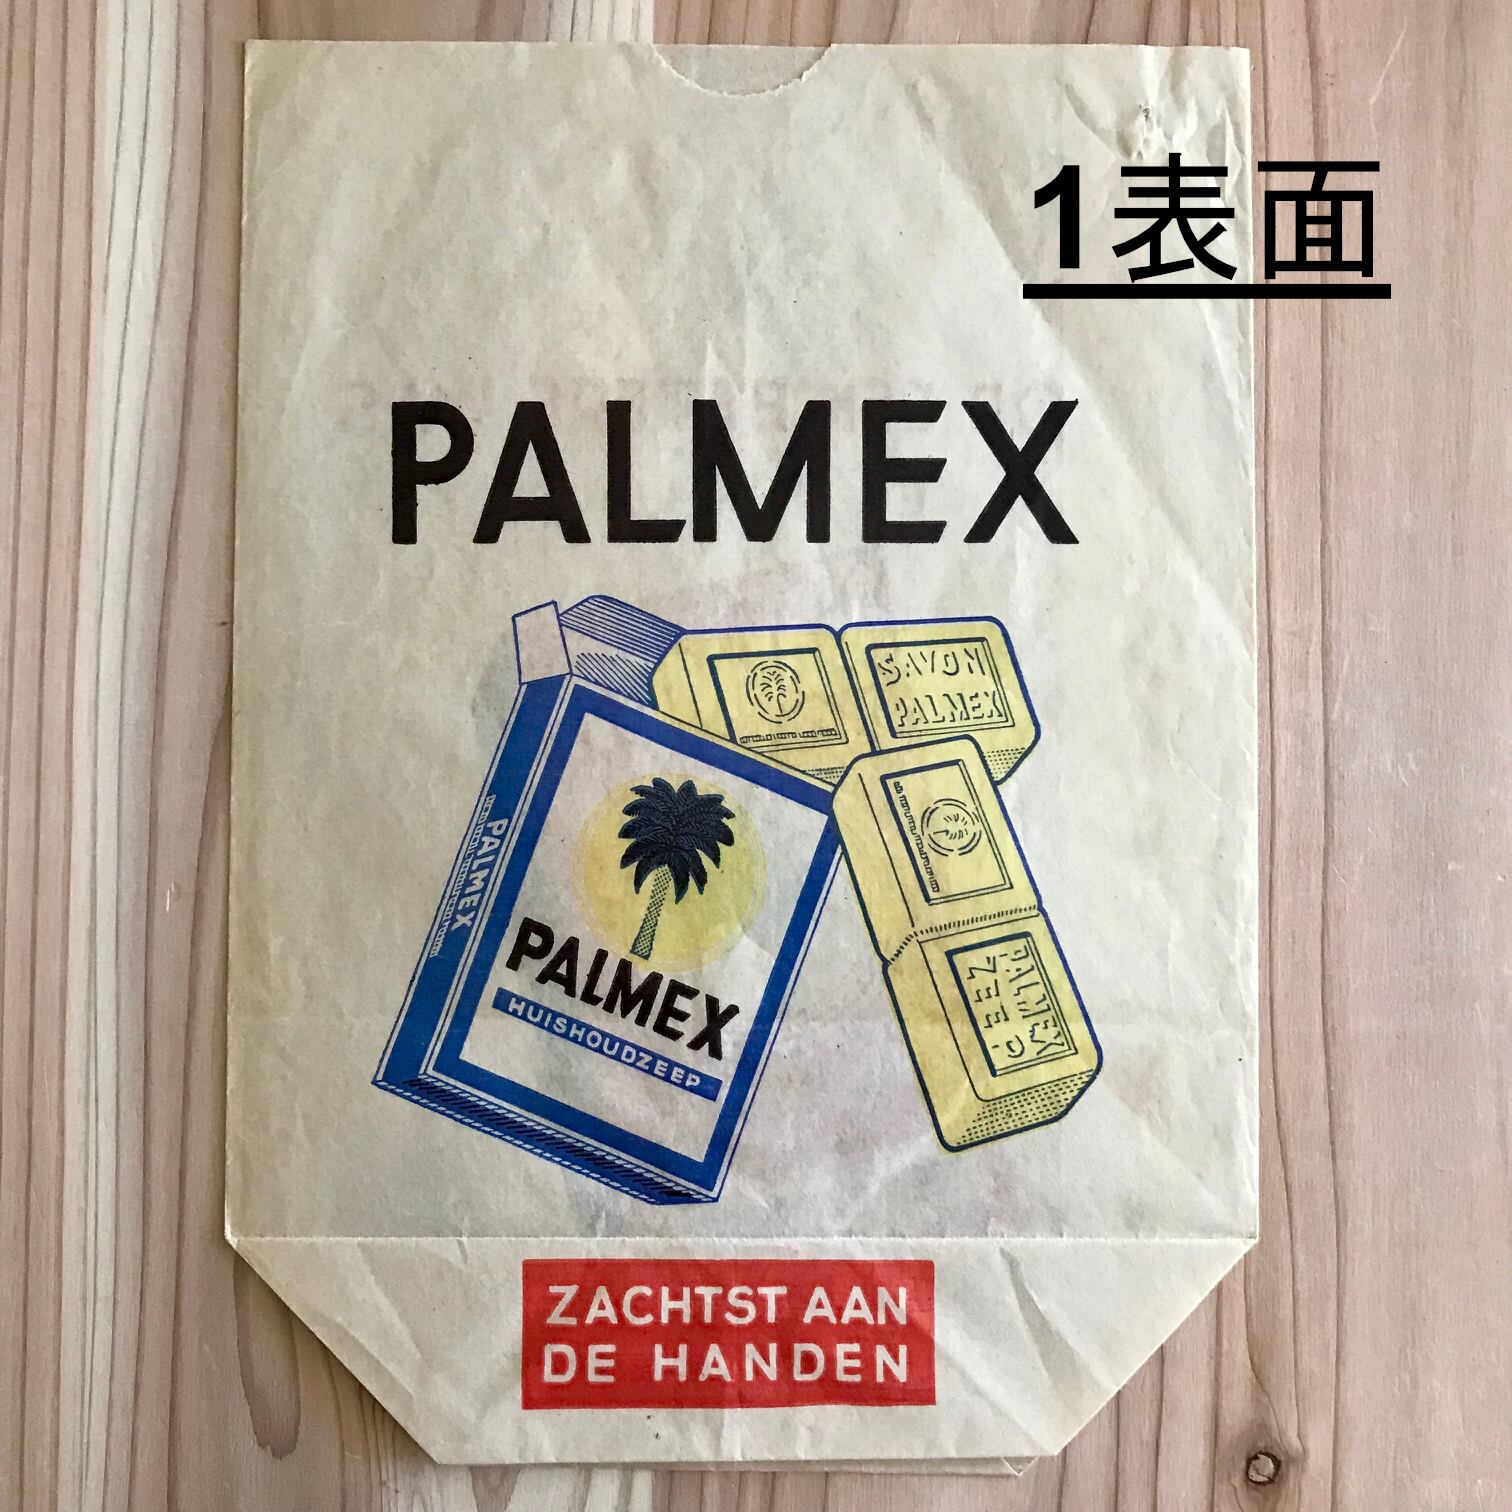 1表面
PALMEX
SAVON
PALMEX
PALMEX
PALMEX
HUISHOUDZEEP
PALMEX
ZEEP
ZACHTST AAN
DE HANDEN